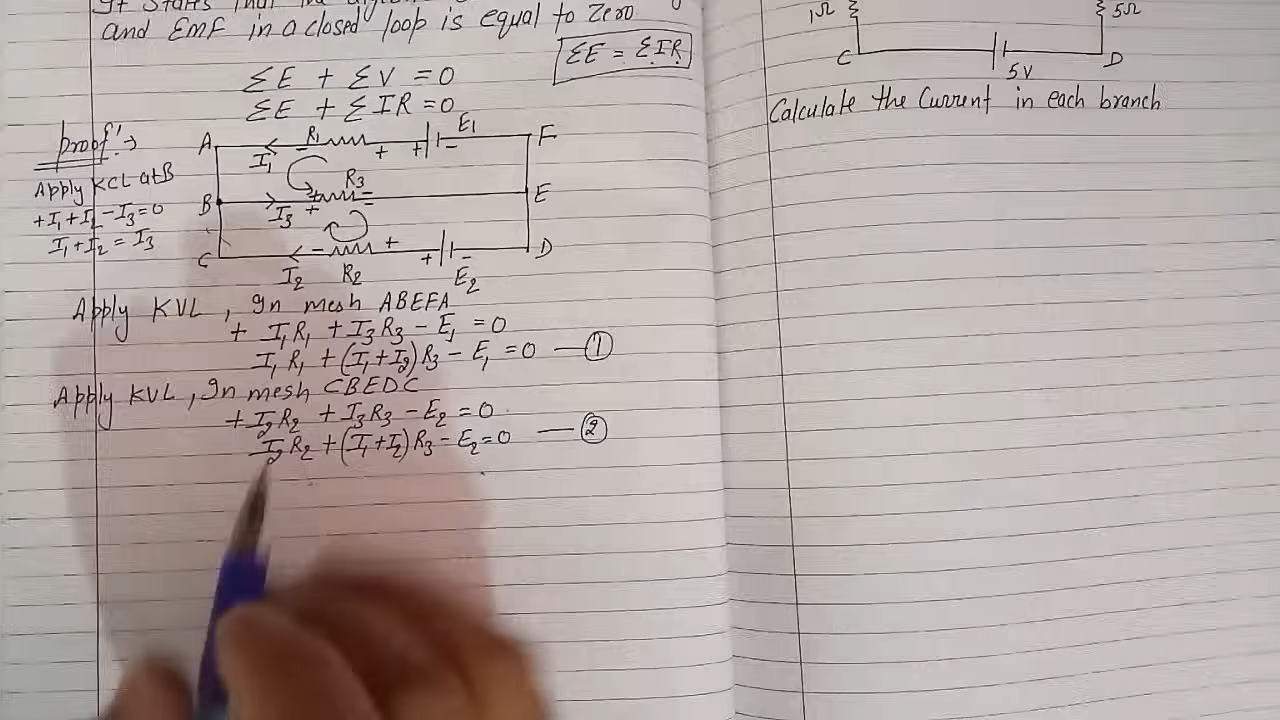 It states that the
and EMF in a closed loop is equal to zero
ΣE = ΣIR
ΣE + ΣV = 0
ΣE + ΣIR = 0
proof:→
Apply KCL at B
+I₁+I₂-I₃=0
I₁+I₂ = I₃
A R₁ E₁ F
I₁ - + + -
R₃
B I₃ + - E
C - + + - D
I₂ R₂ E₂
Apply KVL, In mesh ABEFA
+ I₁R₁ + I₃R₃ - E₁ = 0
I₁R₁ + (I₁+I₂)R₃ - E₁ = 0 — ①
Apply KVL, In mesh CBEDC
+ I₂R₂ + I₃R₃ - E₂ = 0
I₂R₂ + (I₁+I₂)R₃ - E₂ = 0 — ②
1Ω 5Ω
C 5V D
Calculate the Current in each branch